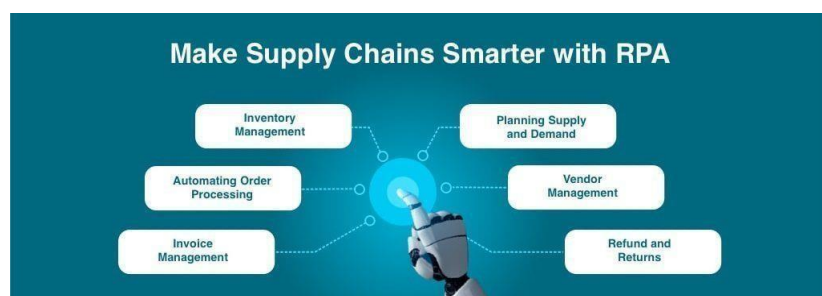 Make Supply Chains Smarter with RPA
Inventory
Management
Planning Supply
and Demand
Automating Order
Processing
Vendor
Management
Invoice
Management
Refund and
Returns